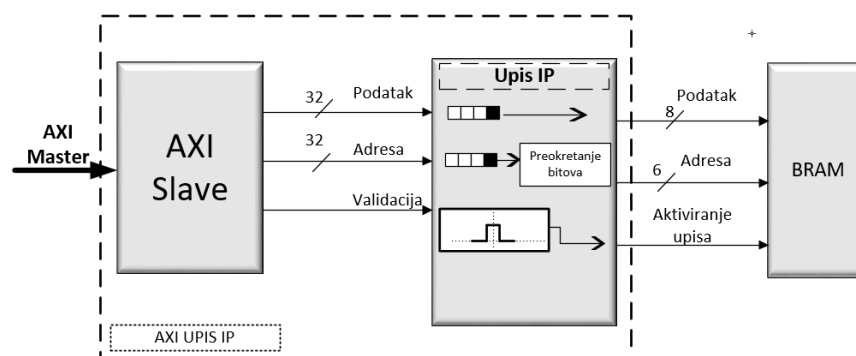 AXI
Master
AXI
Slave
32
Podatak
32
Adresa
Validacija
Upis IP
Preokretanje
bitova
Podatak
8
Adresa
6
Aktiviranje
upisa
BRAM
AXI UPIS IP